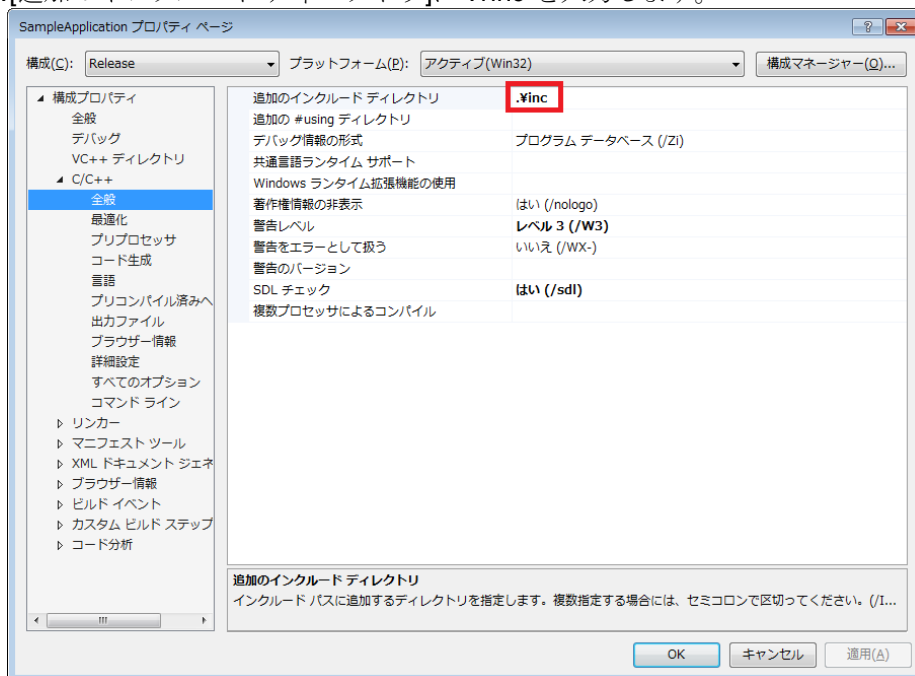 SampleApplication プロパティ ページ
構成(C): Release プラットフォーム(P): アクティブ(Win32) 構成マネージャー(O)...
構成プロパティ
全般
デバッグ
VC++ ディレクトリ
C/C++
全般
最適化
プリプロセッサ
コード生成
言語
プリコンパイル済みヘ
出力ファイル
ブラウザー情報
詳細設定
すべてのオプション
コマンド ライン
リンカー
マニフェスト ツール
XML ドキュメント ジェネ
ブラウザー情報
ビルド イベント
カスタム ビルド ステップ
コード分析
追加のインクルード ディレクトリ .¥inc
追加の #using ディレクトリ
デバッグ情報の形式 プログラム データベース (/Zi)
共通言語ランタイム サポート
Windows ランタイム拡張機能の使用
著作権情報の非表示 はい (/nologo)
警告レベル レベル 3 (/W3)
警告をエラーとして扱う いいえ (/WX-)
警告のバージョン
SDL チェック はい (/sdl)
複数プロセッサによるコンパイル
追加のインクルード ディレクトリ
インクルード パスに追加するディレクトリを指定します。複数指定する場合には、セミコロンで区切ってください。(/I...
OK キャンセル 適用(A)